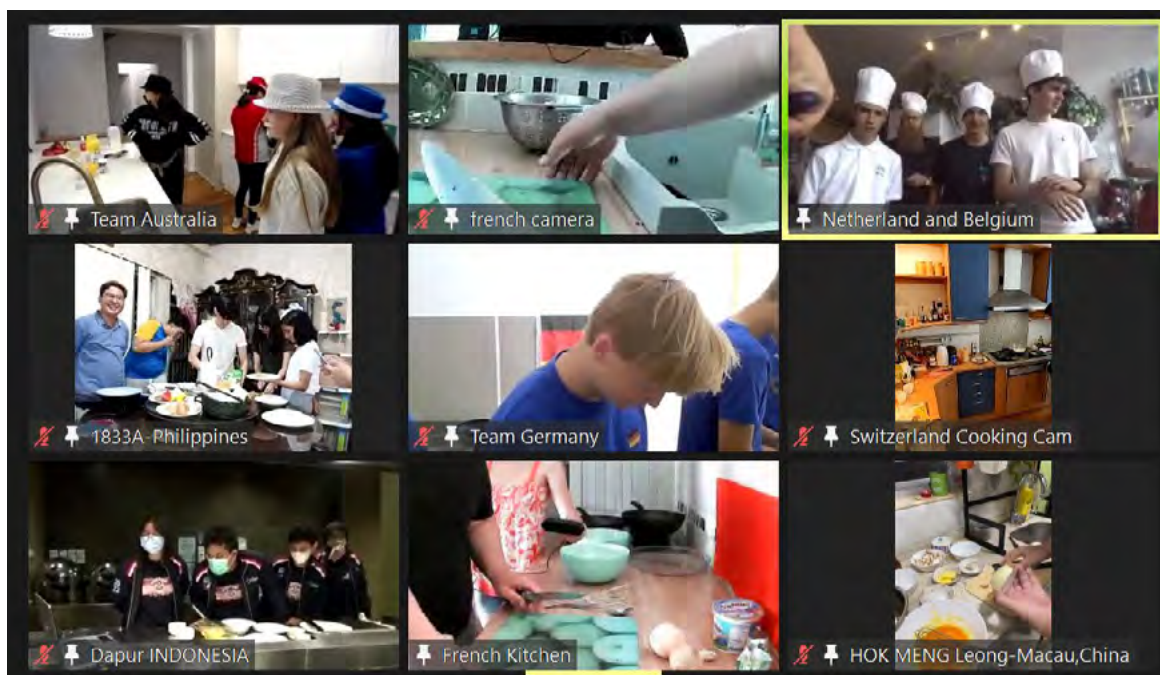 Team Australia
french camera
Netherland and Belgium
1833A-Philippines
Team Germany
Switzerland Cooking Cam
Dapur INDONESIA
French Kitchen
HOK MENG Leong-Macau,China